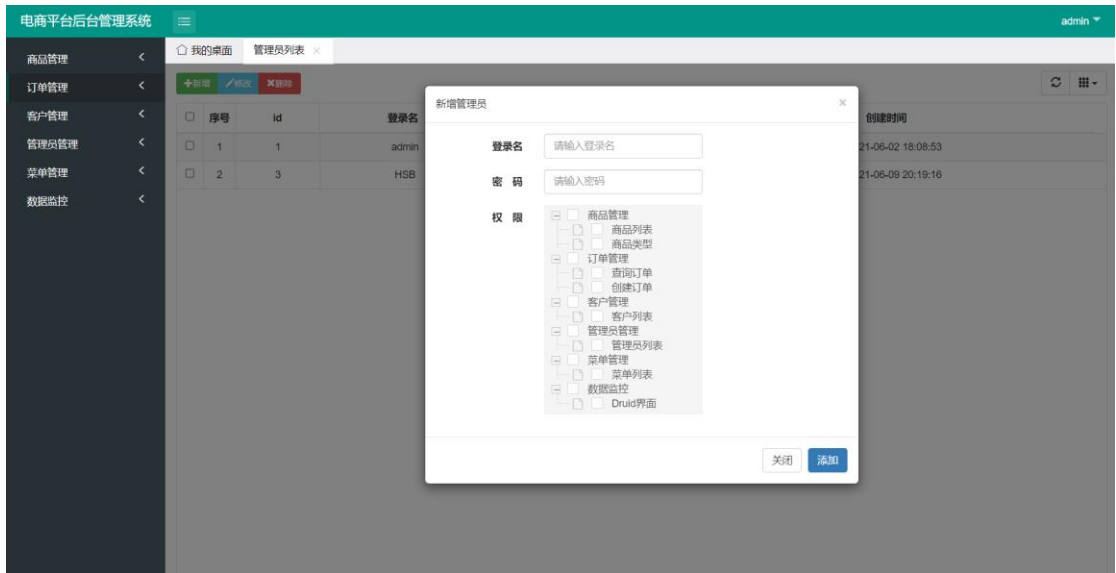 电商平台后台管理系统
admin
商品管理
订单管理
客户管理
管理员管理
菜单管理
数据监控
我的桌面 管理员列表
新增 修改 删除
序号 id 登录名 创建时间
1 1 admin 21-06-02 18:08:53
2 3 HSB 21-06-09 20:19:16
新增管理员
登录名 请输入登录名
密 码 请输入密码
权 限
商品管理
商品列表
商品类型
订单管理
查询订单
创建订单
客户管理
客户列表
管理员管理
管理员列表
菜单管理
菜单列表
数据监控
Druid界面
关闭 添加